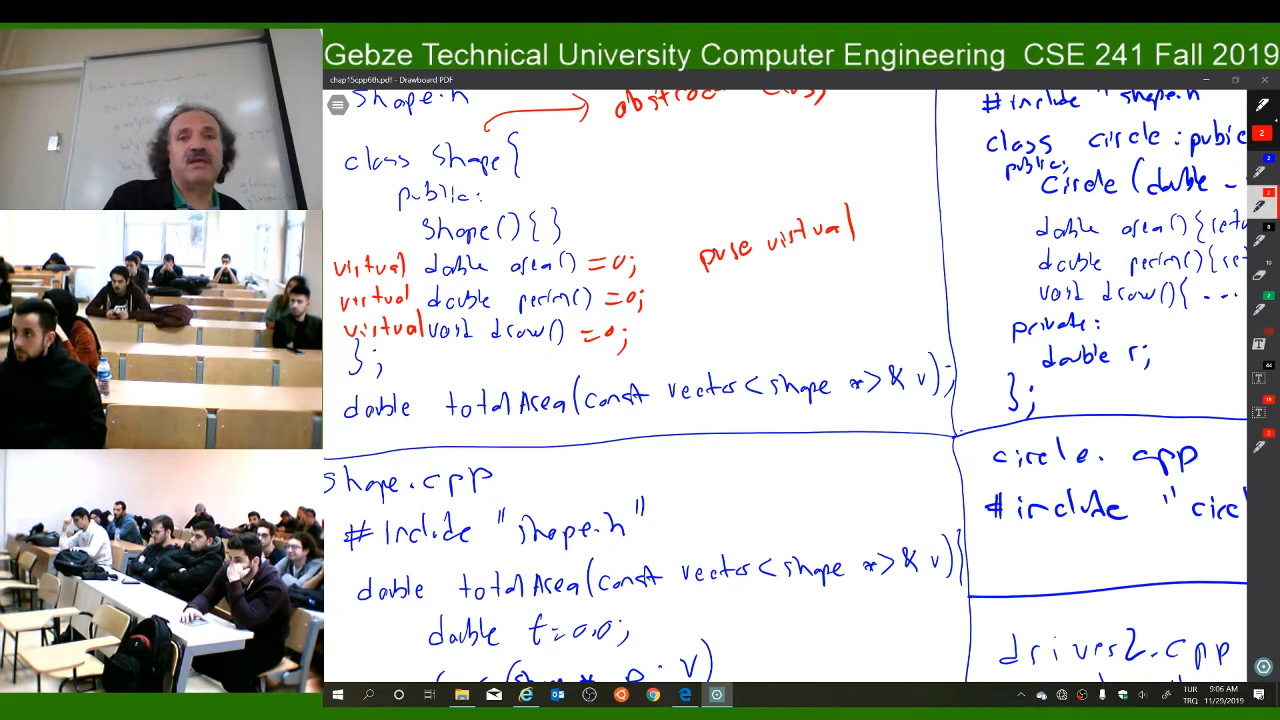 Gebze Technical University Computer Engineering CSE 241 Fall 2019
chap15cpp6th.pdf - Drawboard PDF
shape.h
abstract class
class shape{
public:
shape(){ }
virtual double area() =0;
pure virtual
virtual double perim() =0;
virtual void draw() =0;
};
double totalArea(const vector<shape *>& v);
shape.cpp
#include "shape.h"
double totalArea(const vector<shape *>& v){
double t=0.0;
#include "shape.h
class circle : public
public:
circle (double -
double area(){retu
double perim(){ret
void draw(){ ...
private:
double r;
};
circle. cpp
#include "circl
driver2.cpp
TUR
TRQ
9:06 AM
11/29/2019